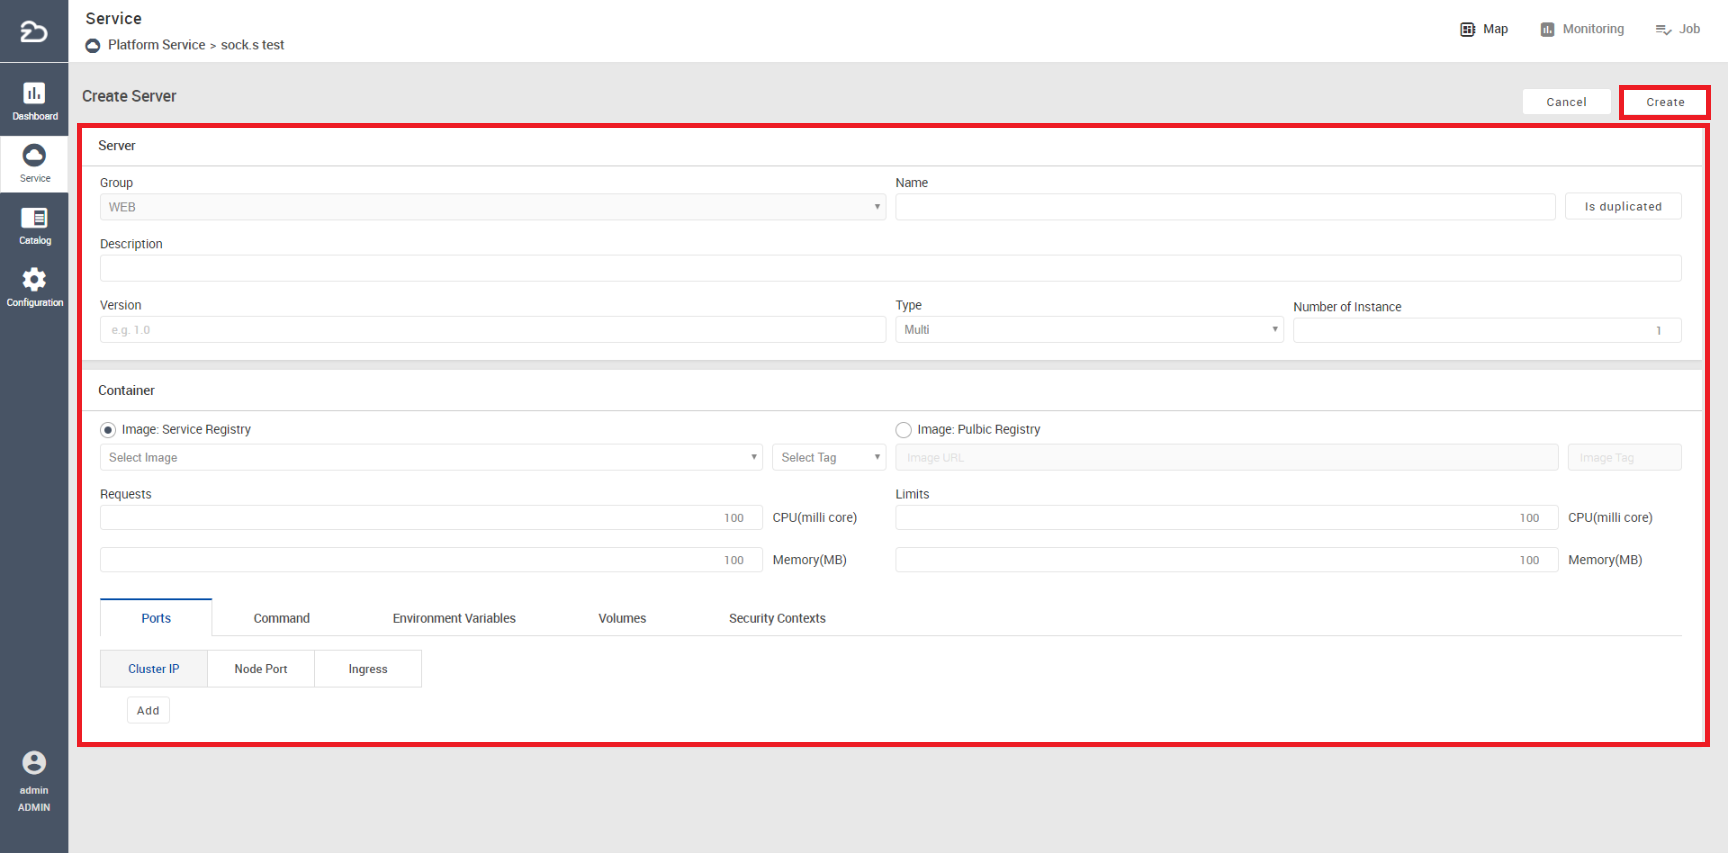 Service
Platform Service > sock.s test
Map
Monitoring
Job
Dashboard
Service
Catalog
Configuration
admin
ADMIN
Create Server
Cancel
Create
Server
Group
Name
WEB
Is duplicated
Description
Version
Type
Number of Instance
e.g. 1.0
Multi
1
Container
Image: Service Registry
Image: Pulbic Registry
Select Image
Select Tag
Image URL
Image Tag
Requests
Limits
100 CPU(milli core)
100 CPU(milli core)
100 Memory(MB)
100 Memory(MB)
Ports
Command
Environment Variables
Volumes
Security Contexts
Cluster IP
Node Port
Ingress
Add